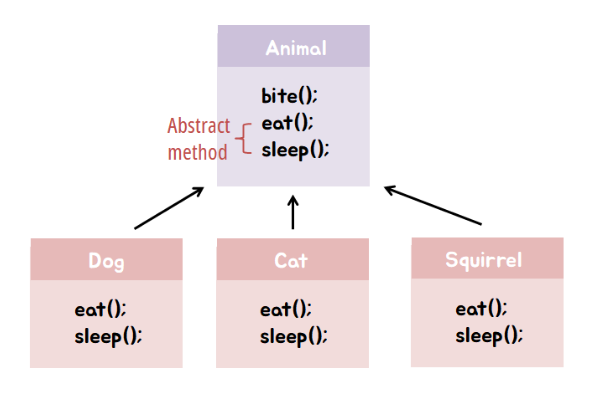 Animal
bite();
eat();
sleep();
Abstract
method
Dog
eat();
sleep();
Cat
eat();
sleep();
Squirrel
eat();
sleep();